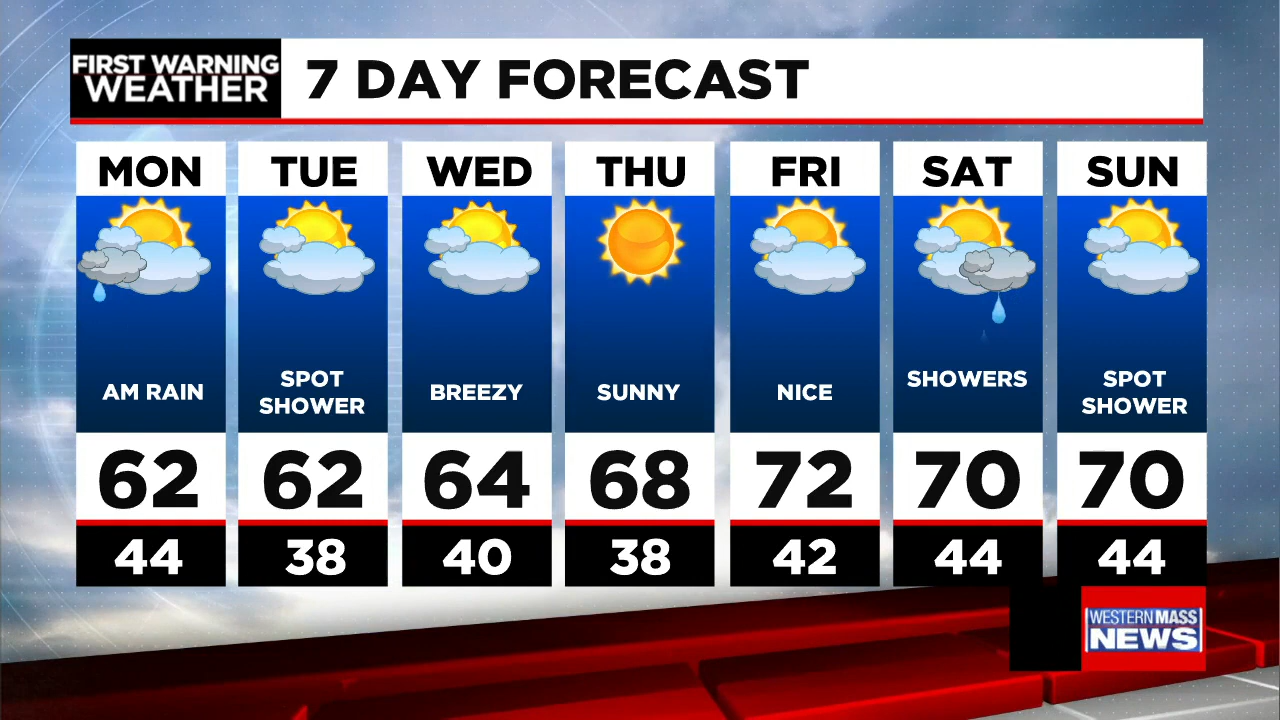 FIRST WARNING
WEATHER
7 DAY FORECAST
MON
TUE
WED
THU
FRI
SAT
SUN
AM RAIN
SPOT
SHOWER
BREEZY
SUNNY
NICE
SHOWERS
SPOT
SHOWER
62
62
64
68
72
70
70
44
38
40
38
42
44
44
WESTERN MASS
NEWS